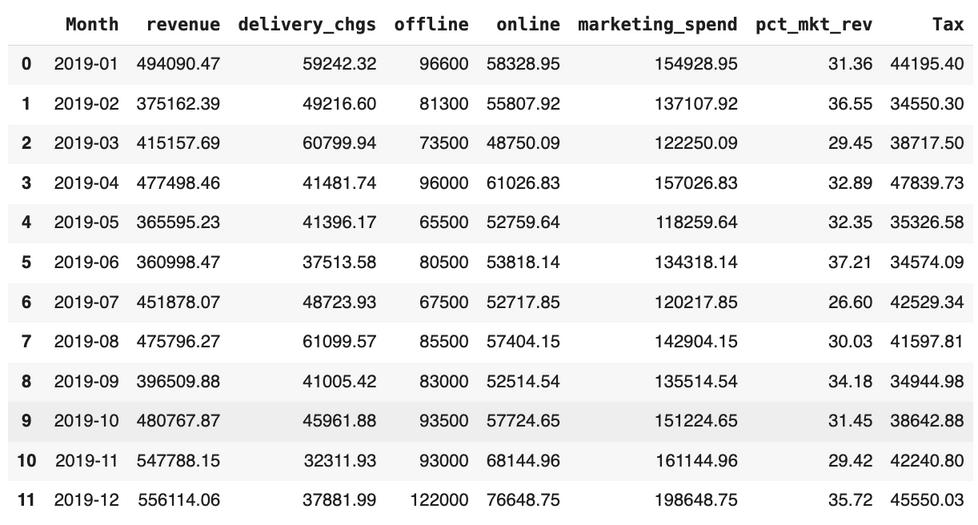 Month revenue delivery_chgs offline online marketing_spend pct_mkt_rev Tax
0 2019-01 494090.47 59242.32 96600 58328.95 154928.95 31.36 44195.40
1 2019-02 375162.39 49216.60 81300 55807.92 137107.92 36.55 34550.30
2 2019-03 415157.69 60799.94 73500 48750.09 122250.09 29.45 38717.50
3 2019-04 477498.46 41481.74 96000 61026.83 157026.83 32.89 47839.73
4 2019-05 365595.23 41396.17 65500 52759.64 118259.64 32.35 35326.58
5 2019-06 360998.47 37513.58 80500 53818.14 134318.14 37.21 34574.09
6 2019-07 451878.07 48723.93 67500 52717.85 120217.85 26.60 42529.34
7 2019-08 475796.27 61099.57 85500 57404.15 142904.15 30.03 41597.81
8 2019-09 396509.88 41005.42 83000 52514.54 135514.54 34.18 34944.98
9 2019-10 480767.87 45961.88 93500 57724.65 151224.65 31.45 38642.88
10 2019-11 547788.15 32311.93 93000 68144.96 161144.96 29.42 42240.80
11 2019-12 556114.06 37881.99 122000 76648.75 198648.75 35.72 45550.03